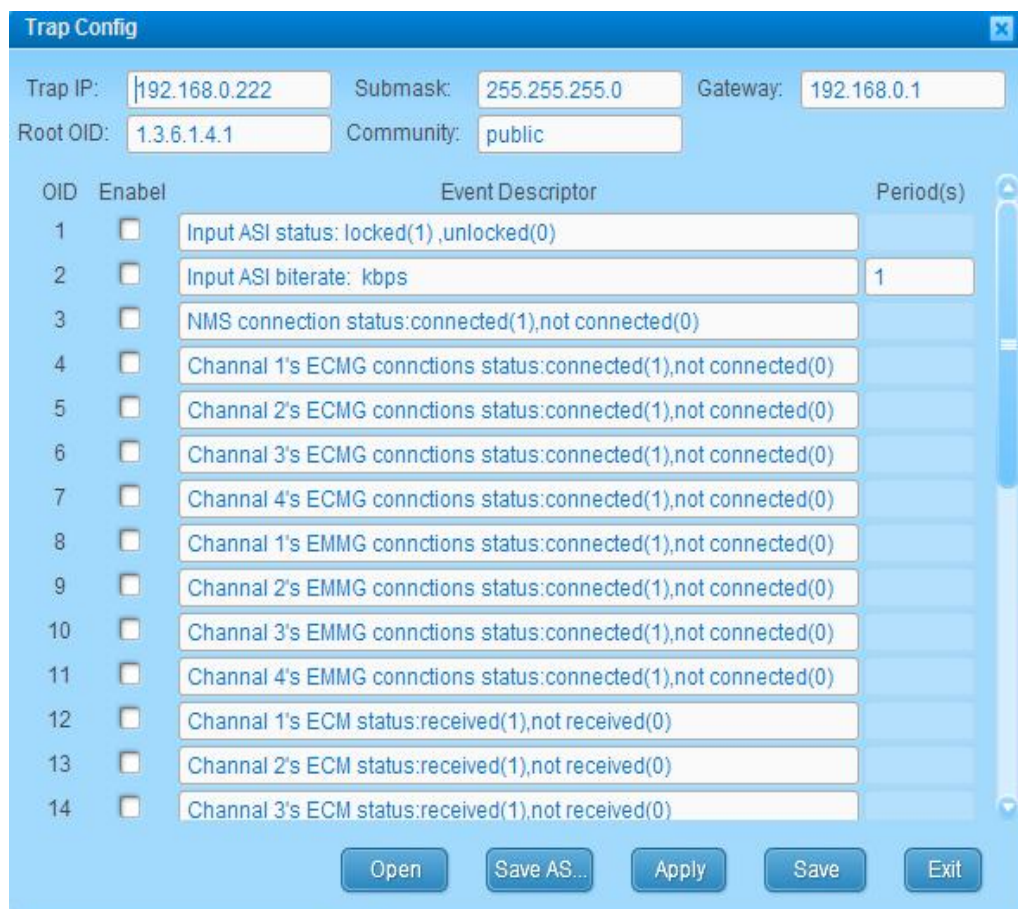 Trap Config
Trap IP: 192.168.0.222 Submask: 255.255.255.0 Gateway: 192.168.0.1
Root OID: 1.3.6.1.4.1 Community: public
OID Enabel Event Descriptor Period(s)
1 Input ASI status: locked(1) ,unlocked(0)
2 Input ASI biterate: kbps 1
3 NMS connection status:connected(1),not connected(0)
4 Channal 1's ECMG connctions status:connected(1),not connected(0)
5 Channal 2's ECMG connctions status:connected(1),not connected(0)
6 Channal 3's ECMG connctions status:connected(1),not connected(0)
7 Channal 4's ECMG connctions status:connected(1),not connected(0)
8 Channal 1's EMMG connctions status:connected(1),not connected(0)
9 Channal 2's EMMG connctions status:connected(1),not connected(0)
10 Channal 3's EMMG connctions status:connected(1),not connected(0)
11 Channal 4's EMMG connctions status:connected(1),not connected(0)
12 Channal 1's ECM status:received(1),not received(0)
13 Channal 2's ECM status:received(1),not received(0)
14 Channal 3's ECM status:received(1),not received(0)
Open Save AS... Apply Save Exit